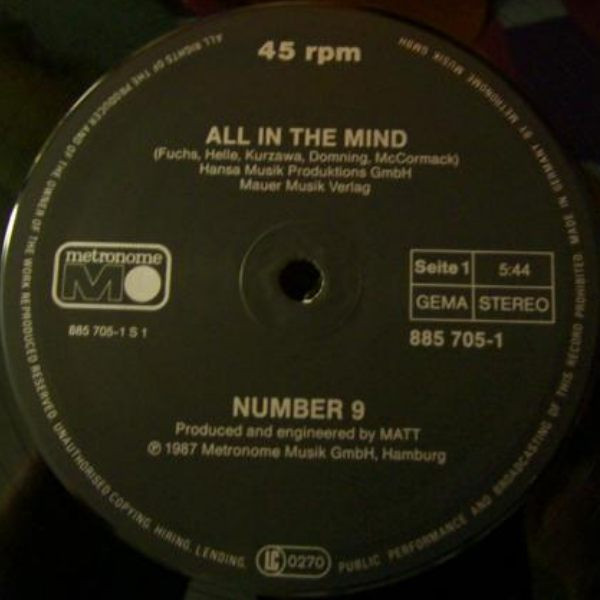 45 rpm
ALL IN THE MIND
(Fuchs, Helle, Kurzawa, Domning, McCormack)
Hansa Musik Produktions GmbH
Mauer Musik Verlag
metronome
M
885 705-1 S 1
Seite 1 5:44
GEMA STEREO
885 705-1
NUMBER 9
Produced and engineered by MATT
℗ 1987 Metronome Musik GmbH, Hamburg
LC 0270
ALL RIGHTS OF THE PRODUCER AND OF THE OWNER OF THE WORK REPRODUCED RESERVED. UNAUTHORISED COPYING, HIRING, LENDING, PUBLIC PERFORMANCE AND BROADCASTING OF THIS RECORD PROHIBITED. MADE IN GERMANY BY METRONOME MUSIK GMBH